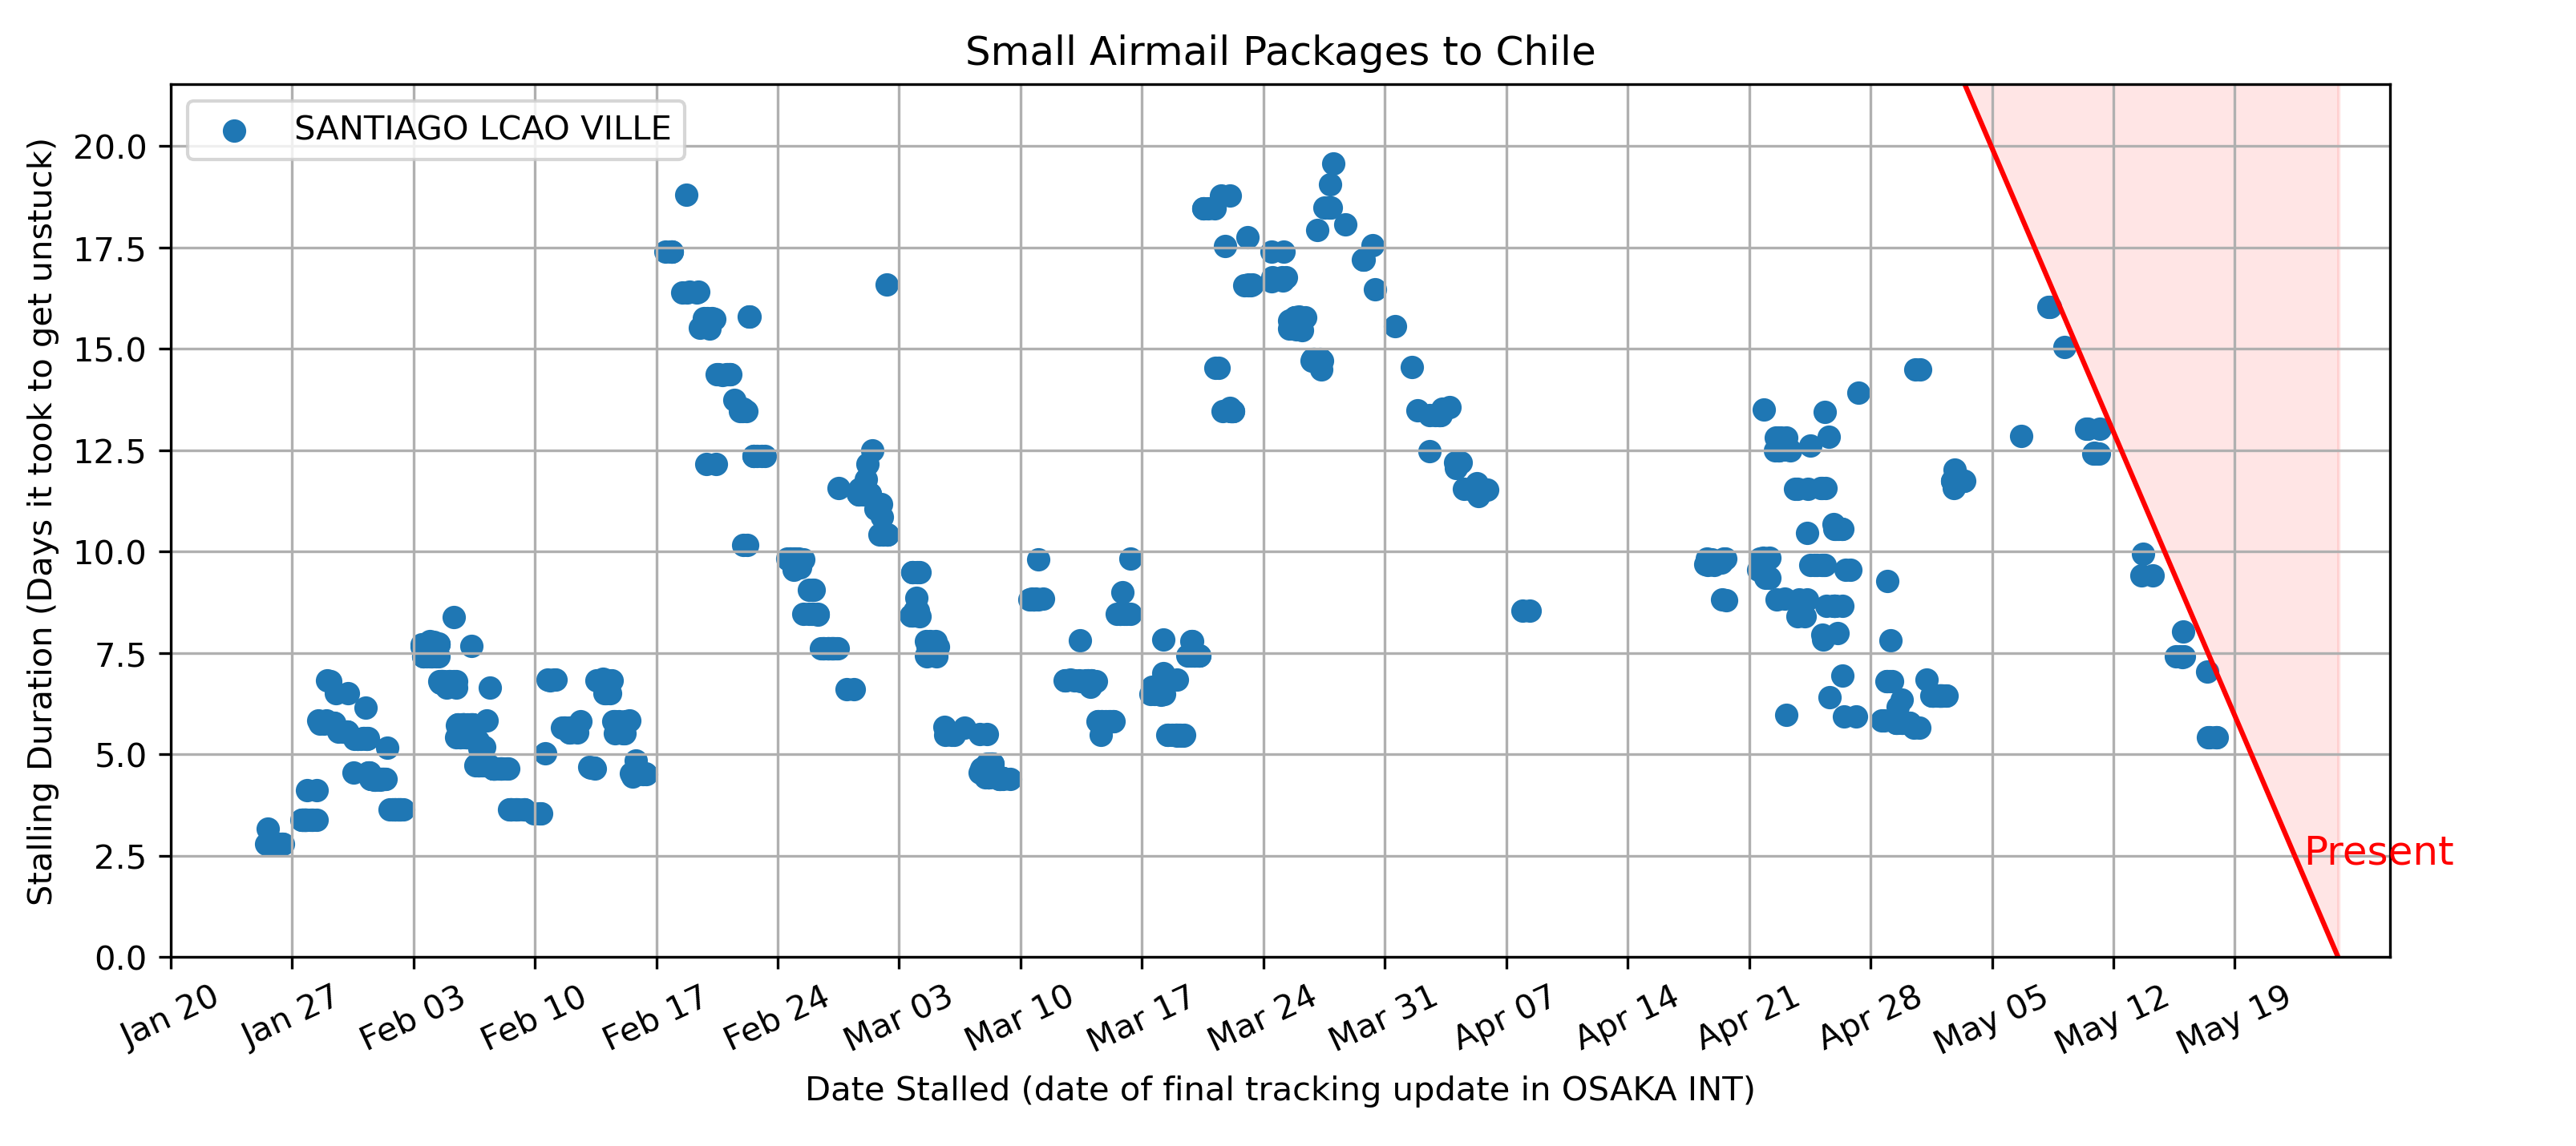 Small Airmail Packages to Chile
SANTIAGO LCAO VILLE
Stalling Duration (Days it took to get unstuck)
20.0
17.5
15.0
12.5
10.0
7.5
5.0
2.5
0.0
Present
Jan 20
Jan 27
Feb 03
Feb 10
Feb 17
Feb 24
Mar 03
Mar 10
Mar 17
Mar 24
Mar 31
Apr 07
Apr 14
Apr 21
Apr 28
May 05
May 12
May 19
Date Stalled (date of final tracking update in OSAKA INT)